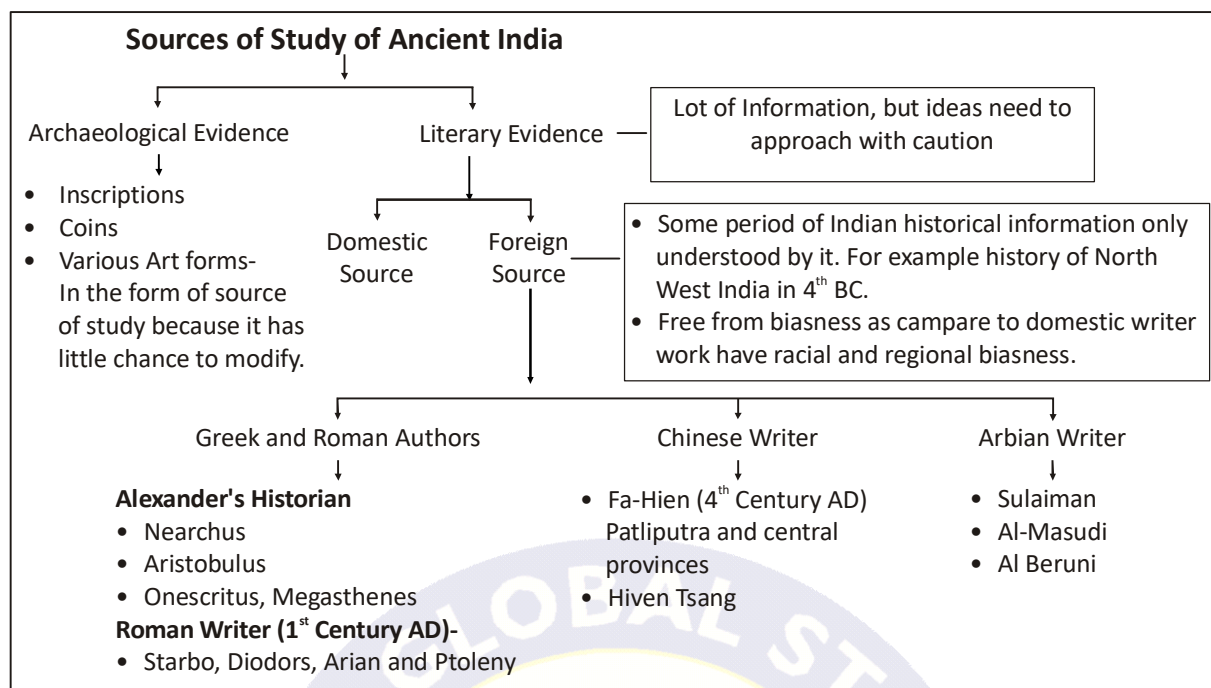 Sources of Study of Ancient India
Archaeological Evidence
• Inscriptions
• Coins
• Various Art forms-
In the form of source
of study because it has
little chance to modify.
Literary Evidence
Lot of Information, but ideas need to
approach with caution
Domestic
Source
Foreign
Source
• Some period of Indian historical information only
understood by it. For example history of North
West India in 4th BC.
• Free from biasness as campare to domestic writer
work have racial and regional biasness.
Greek and Roman Authors
Alexander's Historian
• Nearchus
• Aristobulus
• Onescritus, Megasthenes
Roman Writer (1st Century AD)-
• Starbo, Diodors, Arian and Ptoleny
Chinese Writer
• Fa-Hien (4th Century AD)
Patliputra and central
provinces
• Hiven Tsang
Arbian Writer
• Sulaiman
• Al-Masudi
• Al Beruni
GLOBAL ST